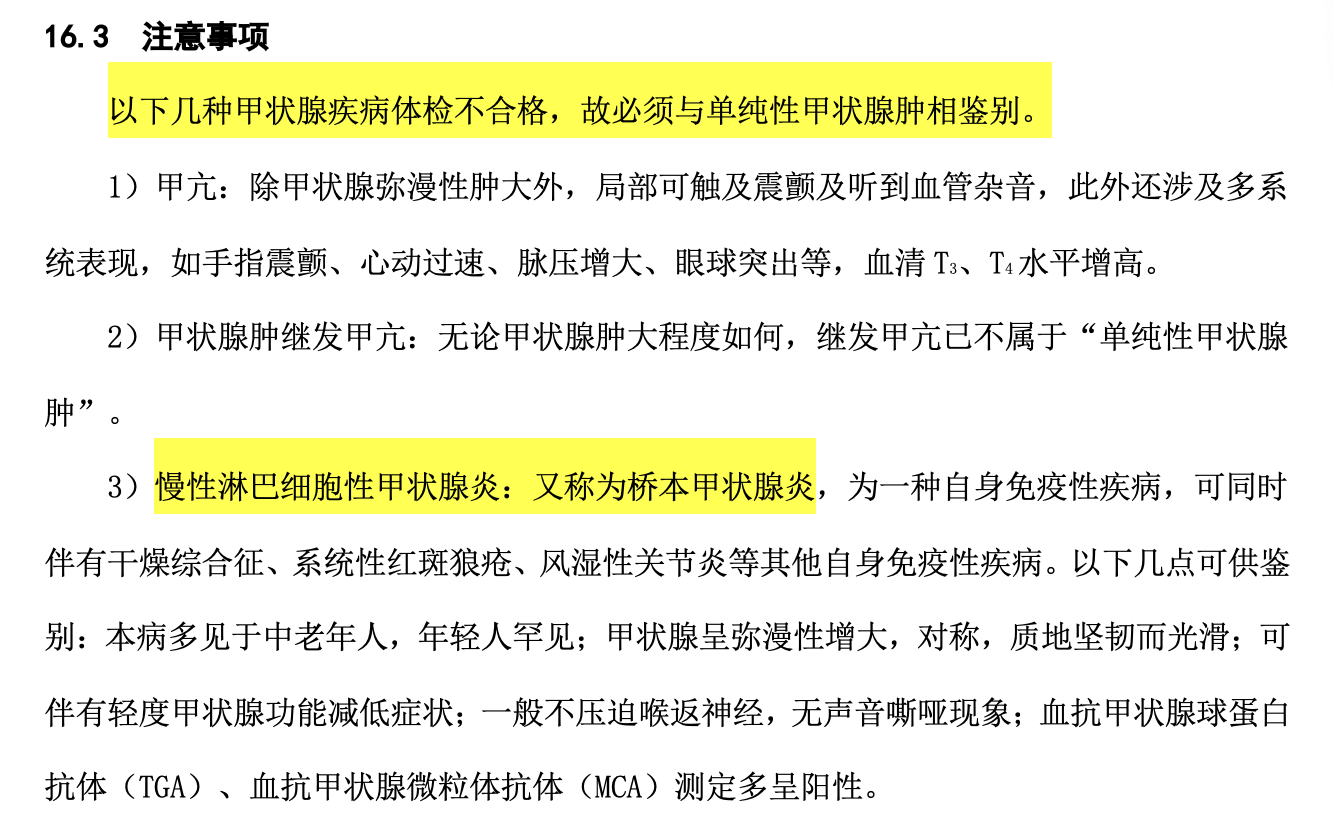 16.3 注意事项
以下几种甲状腺疾病体检不合格，故必须与单纯性甲状腺肿相鉴别。
1）甲亢：除甲状腺弥漫性肿大外，局部可触及震颤及听到血管杂音，此外还涉及多系
统表现，如手指震颤、心动过速、脉压增大、眼球突出等，血清 T₃、T₄水平增高。
2）甲状腺肿继发甲亢：无论甲状腺肿大程度如何，继发甲亢已不属于“单纯性甲状腺
肿”。
3）慢性淋巴细胞性甲状腺炎：又称为桥本甲状腺炎，为一种自身免疫性疾病，可同时
伴有干燥综合征、系统性红斑狼疮、风湿性关节炎等其他自身免疫性疾病。以下几点可供鉴
别：本病多见于中老年人，年轻人罕见；甲状腺呈弥漫性增大，对称，质地坚韧而光滑；可
伴有轻度甲状腺功能减低症状；一般不压迫喉返神经，无声音嘶哑现象；血抗甲状腺球蛋白
抗体（TGA）、血抗甲状腺微粒体抗体（MCA）测定多呈阳性。